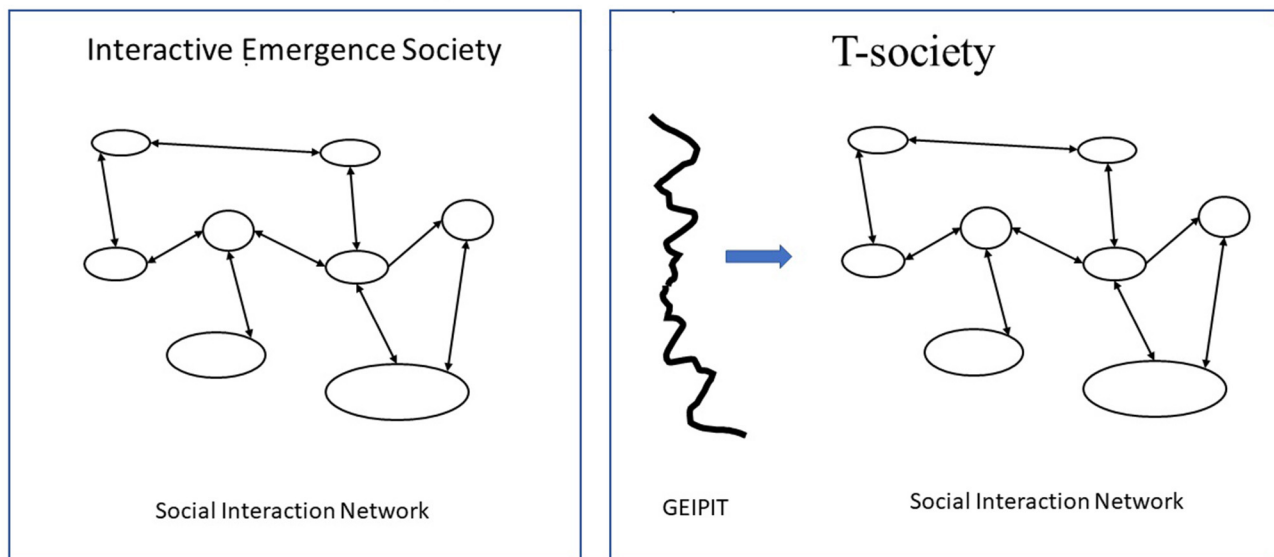 Interactive Emergence Society
Social Interaction Network
T-society
GEIPIT
Social Interaction Network